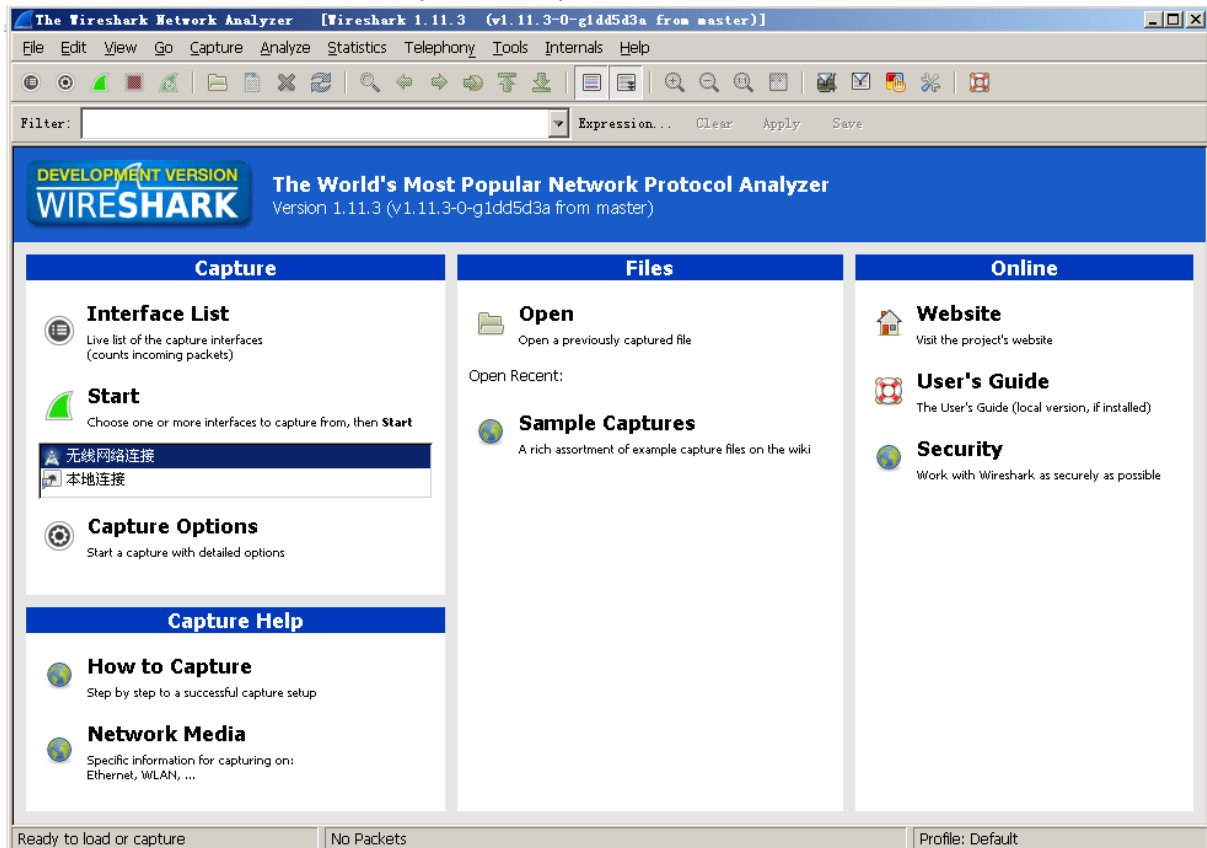 The Wireshark Network Analyzer [Wireshark 1.11.3 (v1.11.3-0-g1dd5d3a from master)]
File Edit View Go Capture Analyze Statistics Telephony Tools Internals Help
Filter: Expression... Clear Apply Save
DEVELOPMENT VERSION
WIRESHARK
The World's Most Popular Network Protocol Analyzer
Version 1.11.3 (v1.11.3-0-g1dd5d3a from master)
Capture
Interface List
Live list of the capture interfaces
(counts incoming packets)
Start
Choose one or more interfaces to capture from, then Start
无线网络连接
本地连接
Capture Options
Start a capture with detailed options
Capture Help
How to Capture
Step by step to a successful capture setup
Network Media
Specific information for capturing on:
Ethernet, WLAN, ...
Files
Open
Open a previously captured file
Open Recent:
Sample Captures
A rich assortment of example capture files on the wiki
Online
Website
Visit the project's website
User's Guide
The User's Guide (local version, if installed)
Security
Work with Wireshark as securely as possible
Ready to load or capture No Packets Profile: Default